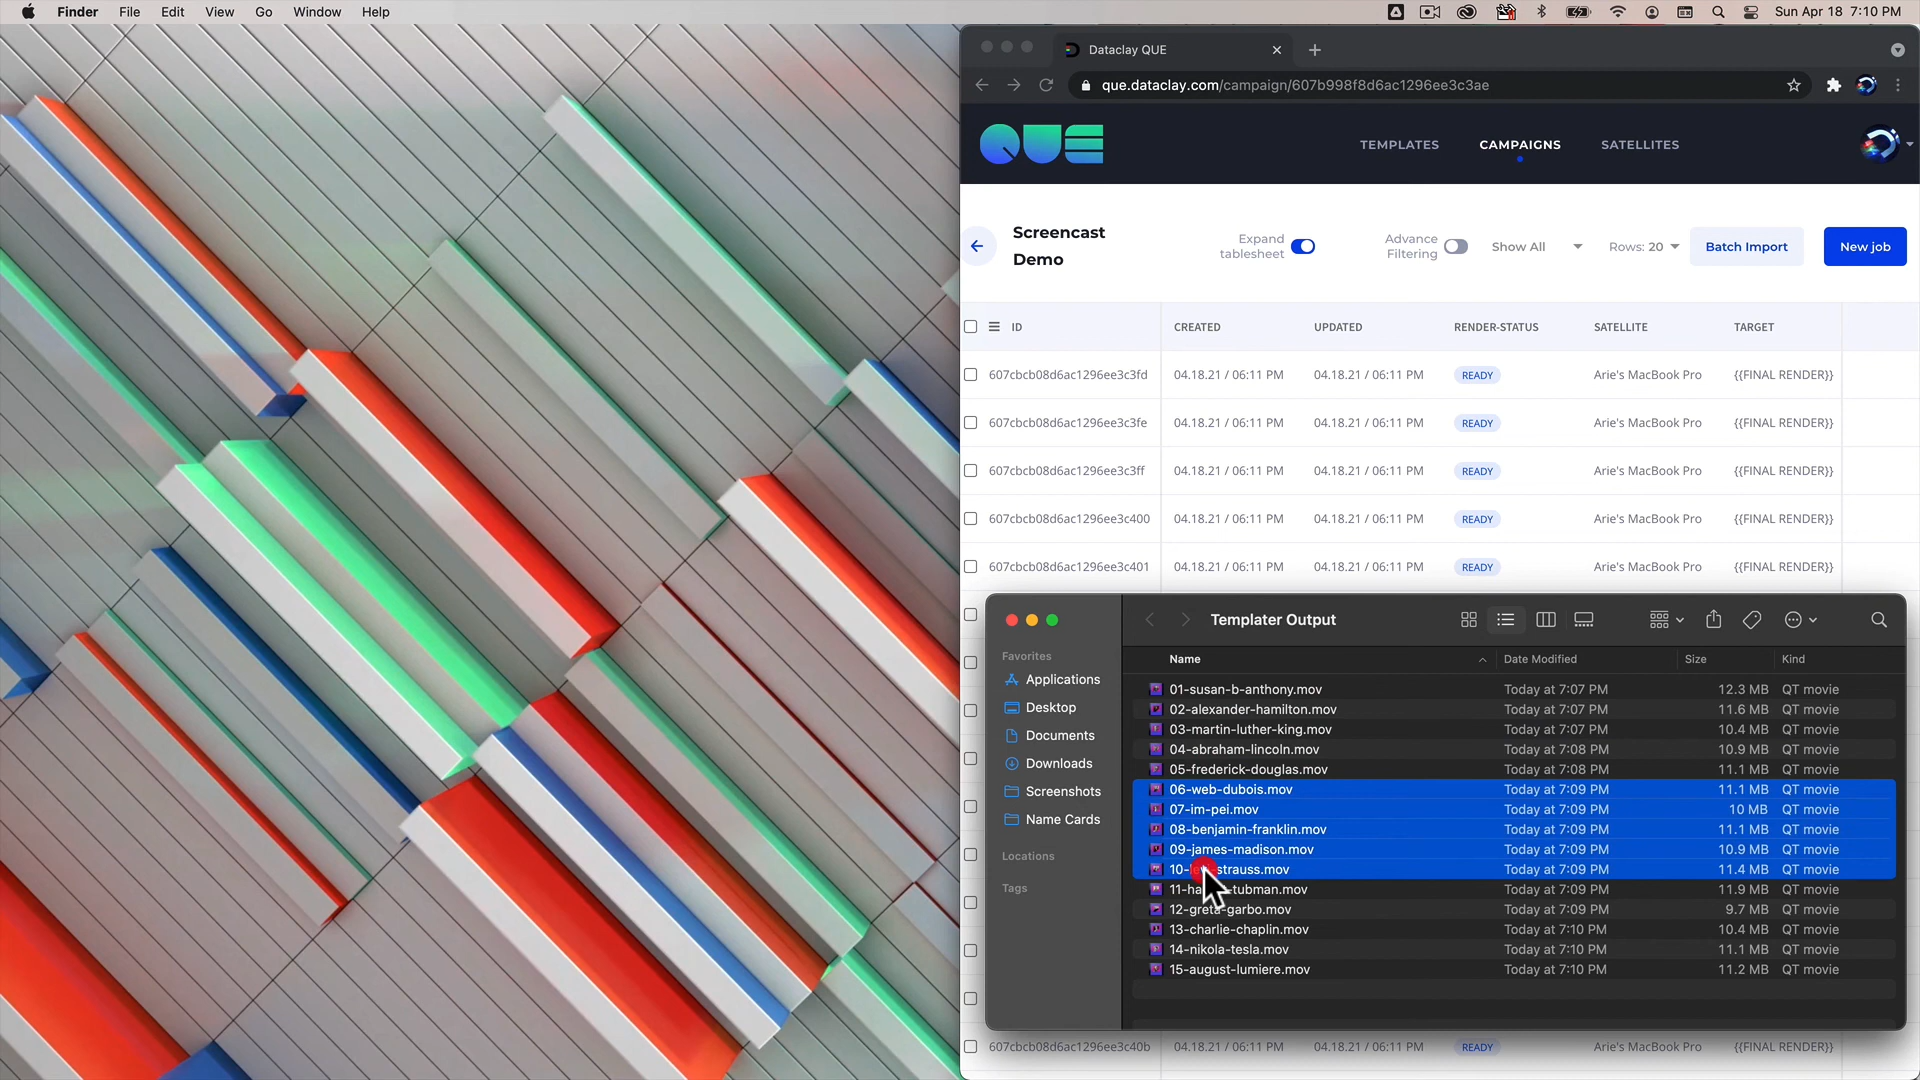 Finder File Edit View Go Window Help
Sun Apr 18 7:10 PM
Dataclay QUE
que.dataclay.com/campaign/607b998f8d6ac1296ee3c3ae
QUE
TEMPLATES CAMPAIGNS SATELLITES
Screencast
Demo
Expand
tablesheet
Advance
Filtering
Show All
Rows: 20
Batch Import
New job
ID CREATED UPDATED RENDER-STATUS SATELLITE TARGET
607cbcb08d6ac1296ee3c3fd 04.18.21 / 06:11 PM 04.18.21 / 06:11 PM READY Arie's MacBook Pro {{FINAL RENDER}}
607cbcb08d6ac1296ee3c3fe 04.18.21 / 06:11 PM 04.18.21 / 06:11 PM READY Arie's MacBook Pro {{FINAL RENDER}}
607cbcb08d6ac1296ee3c3ff 04.18.21 / 06:11 PM 04.18.21 / 06:11 PM READY Arie's MacBook Pro {{FINAL RENDER}}
607cbcb08d6ac1296ee3c400 04.18.21 / 06:11 PM 04.18.21 / 06:11 PM READY Arie's MacBook Pro {{FINAL RENDER}}
607cbcb08d6ac1296ee3c401 04.18.21 / 06:11 PM 04.18.21 / 06:11 PM READY Arie's MacBook Pro {{FINAL RENDER}}
Templater Output
Favorites
Applications
Desktop
Documents
Downloads
Screenshots
Name Cards
Locations
Tags
Name Date Modified Size Kind
01-susan-b-anthony.mov Today at 7:07 PM 12.3 MB QT movie
02-alexander-hamilton.mov Today at 7:07 PM 11.6 MB QT movie
03-martin-luther-king.mov Today at 7:07 PM 10.4 MB QT movie
04-abraham-lincoln.mov Today at 7:08 PM 10.9 MB QT movie
05-frederick-douglas.mov Today at 7:08 PM 11.1 MB QT movie
06-web-dubois.mov Today at 7:09 PM 11.1 MB QT movie
07-im-pei.mov Today at 7:09 PM 10 MB QT movie
08-benjamin-franklin.mov Today at 7:09 PM 11.1 MB QT movie
09-james-madison.mov Today at 7:09 PM 10.9 MB QT movie
10- strauss.mov Today at 7:09 PM 11.4 MB QT movie
11- tubman.mov Today at 7:09 PM 11.9 MB QT movie
12-greta-garbo.mov Today at 7:09 PM 9.7 MB QT movie
13-charlie-chaplin.mov Today at 7:10 PM 10.4 MB QT movie
14-nikola-tesla.mov Today at 7:10 PM 11.1 MB QT movie
15-august-lumiere.mov Today at 7:10 PM 11.2 MB QT movie
607cbcb08d6ac1296ee3c40b 04.18.21 / 06:11 PM 04.18.21 / 06:11 PM READY Arie's MacBook Pro {{FINAL RENDER}}